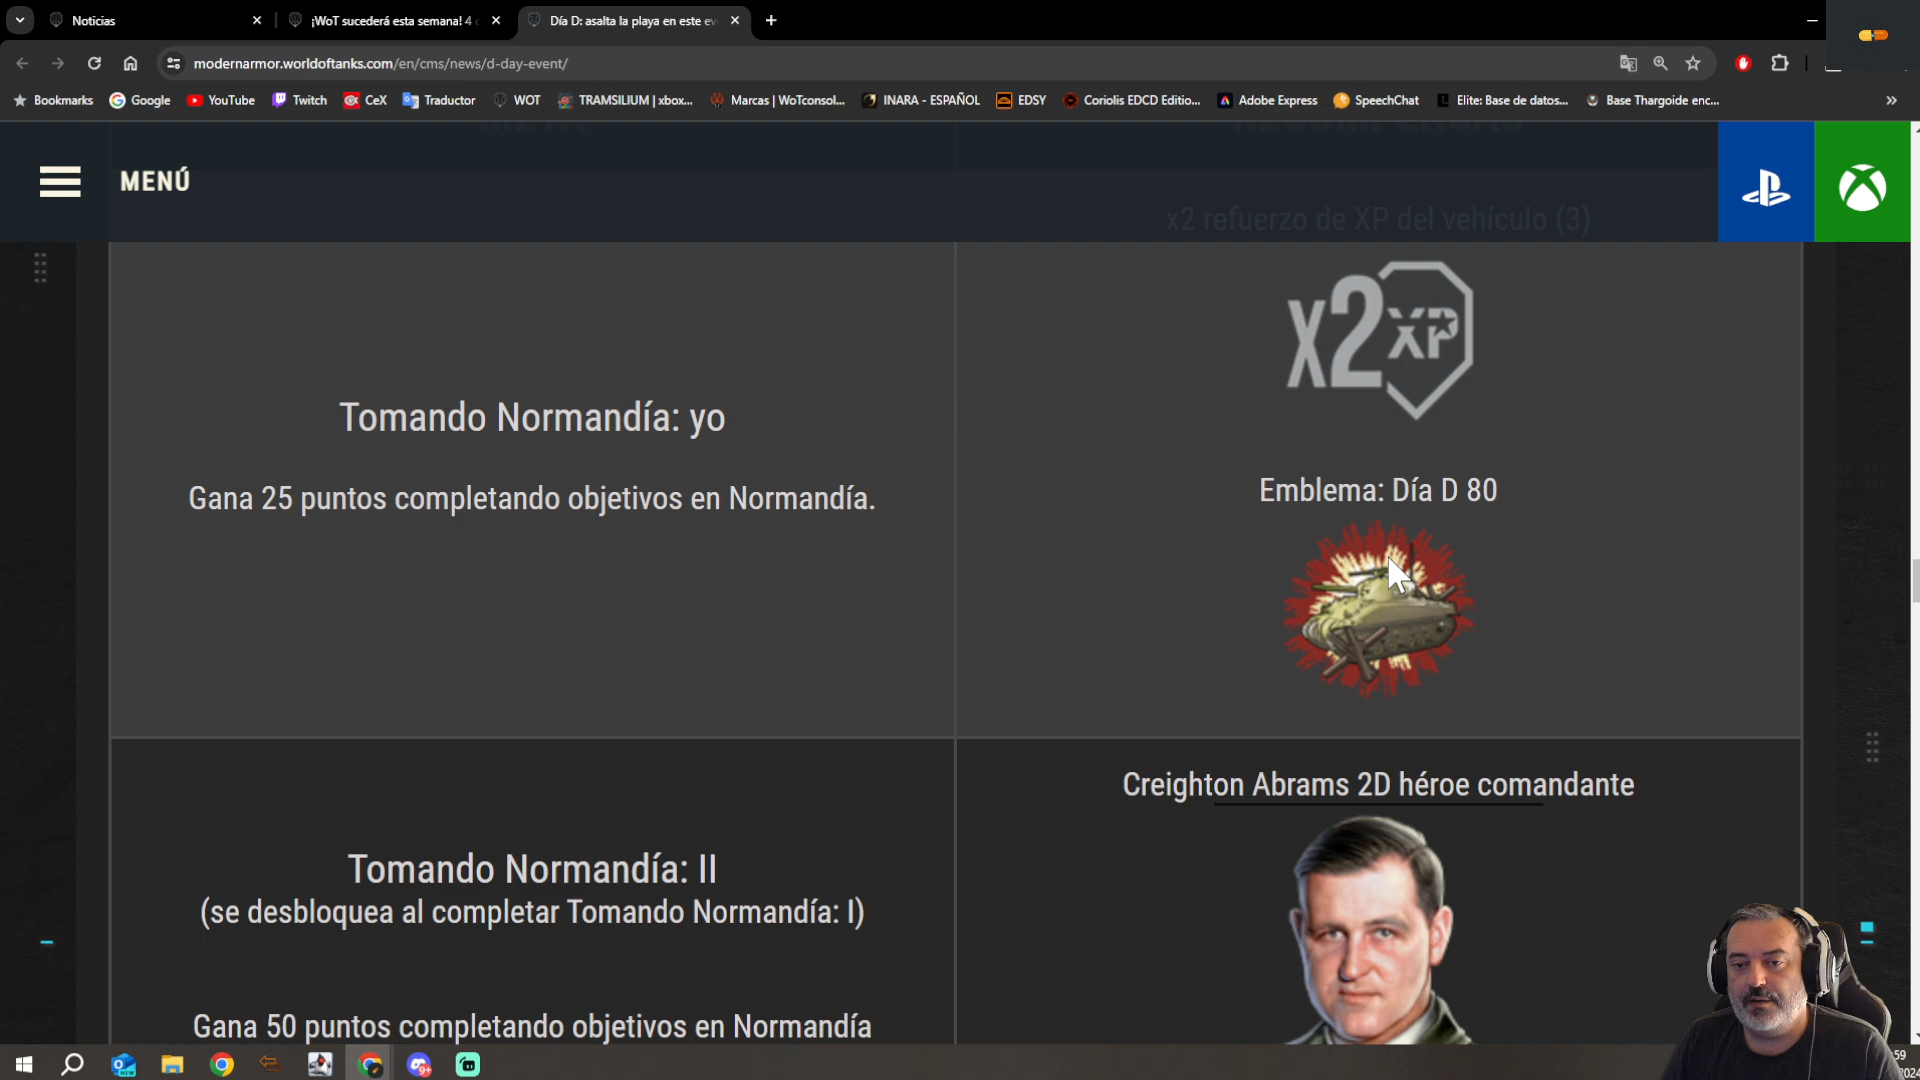 Noticias
¡WoT sucederá esta semana! 4
Día D: asalta la playa en este ev
modernarmor.worldoftanks.com/en/cms/news/d-day-event/
Bookmarks
Google
YouTube
Twitch
CeX
Traductor
WOT
TRAMSILIUM | xbox...
Marcas | WoTconsol...
INARA - ESPAÑOL
EDSY
Coriolis EDCD Editio...
Adobe Express
SpeechChat
Elite: Base de datos...
Base Thargoide enc...
»
META
RECOMPENSAS
MENÚ
x2 refuerzo de XP del vehículo (3)
x2 XP
Tomando Normandía: yo
Gana 25 puntos completando objetivos en Normandía.
Emblema: Día D 80
Creighton Abrams 2D héroe comandante
Tomando Normandía: II
(se desbloquea al completar Tomando Normandía: I)
Gana 50 puntos completando objetivos en Normandía
NEW
9+